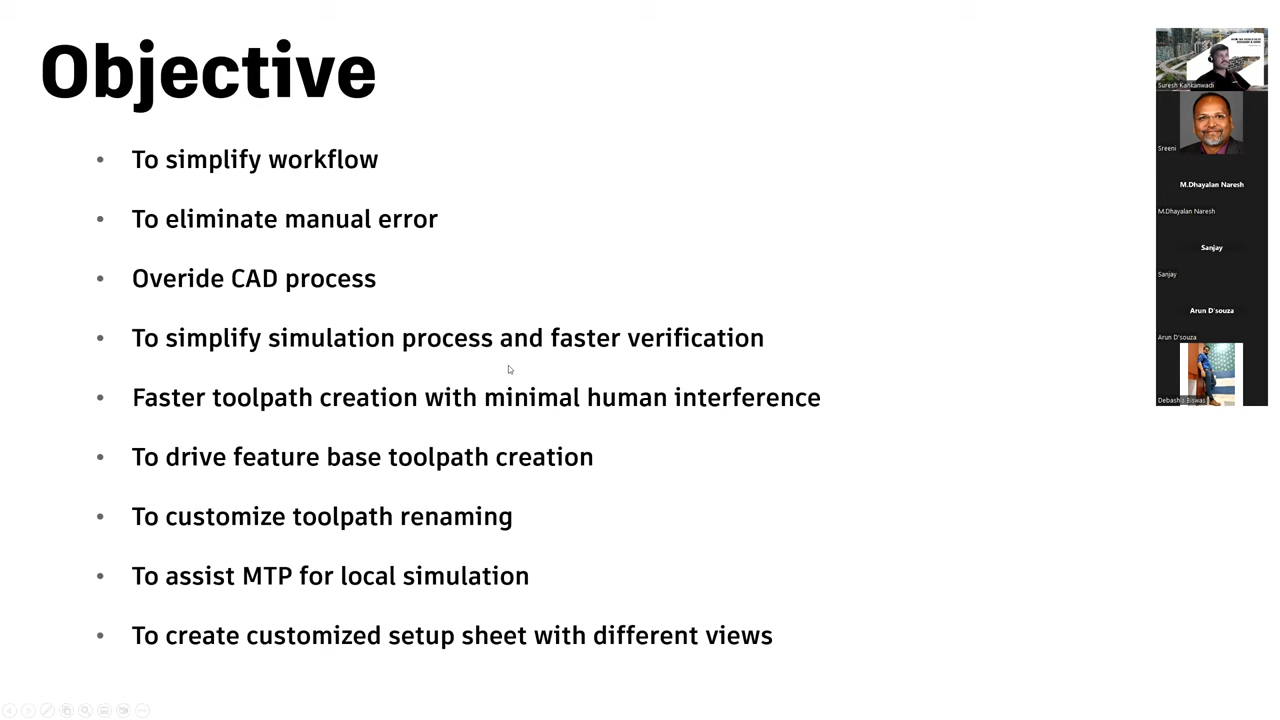 Objective
To simplify workflow
To eliminate manual error
Overide CAD process
To simplify simulation process and faster verification
Faster toolpath creation with minimal human interference
To drive feature base toolpath creation
To customize toolpath renaming
To assist MTP for local simulation
To create customized setup sheet with different views
Suresh Kankanwadi
Sreeni
M.Dhayalan Naresh
M.Dhayalan Naresh
Sanjay
Sanjay
Arun D'souza
Arun D'souza
Debashis Biswas